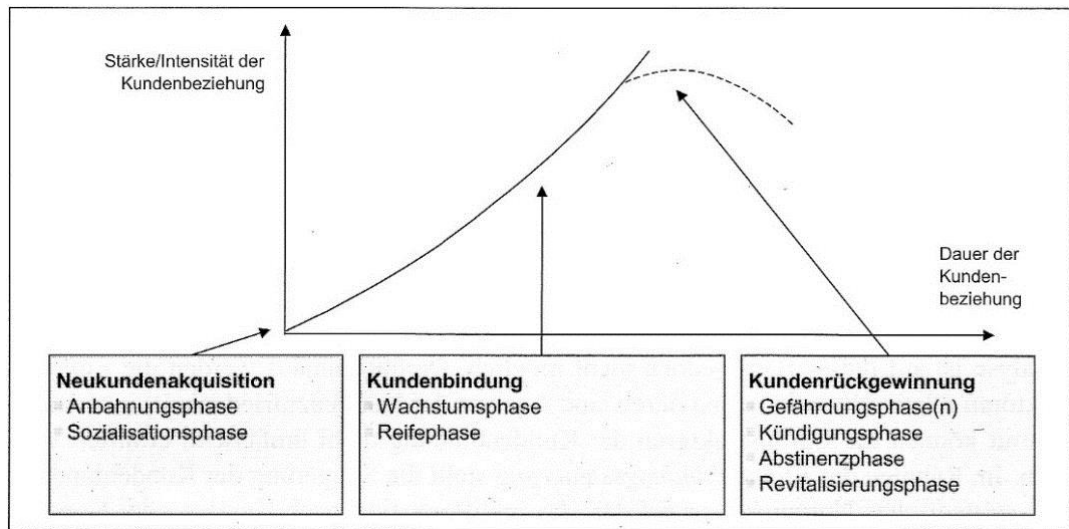 Stärke/Intensität der
Kundenbeziehung
Dauer der
Kunden-
beziehung
Neukundenakquisition
Anbahnungsphase
Sozialisationsphase
Kundenbindung
Wachstumsphase
Reifephase
Kundenrückgewinnung
Gefährdungsphase(n)
Kündigungsphase
Abstinenzphase
Revitalisierungsphase